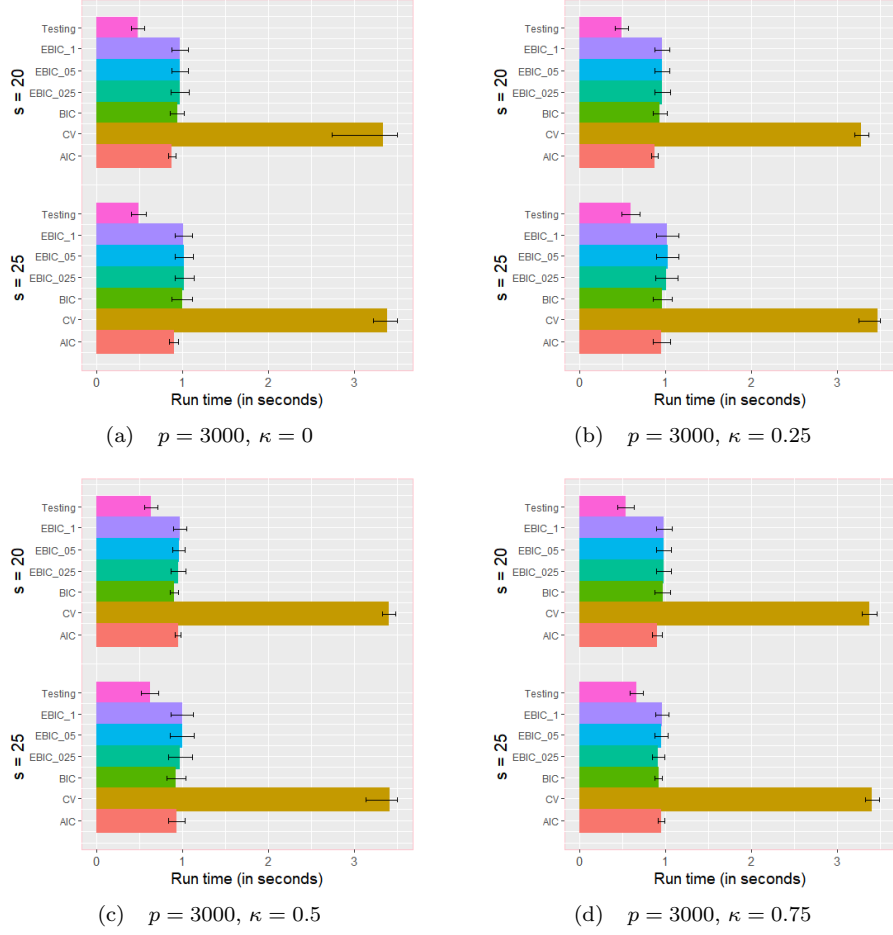 s = 20
Testing
EBIC_1
EBIC_05
EBIC_025
BIC
CV
AIC
s = 25
Testing
EBIC_1
EBIC_05
EBIC_025
BIC
CV
AIC
0 1 2 3
Run time (in seconds)
(a) p = 3000, κ = 0
s = 20
Testing
EBIC_1
EBIC_05
EBIC_025
BIC
CV
AIC
s = 25
Testing
EBIC_1
EBIC_05
EBIC_025
BIC
CV
AIC
0 1 2 3
Run time (in seconds)
(b) p = 3000, κ = 0.25
s = 20
Testing
EBIC_1
EBIC_05
EBIC_025
BIC
CV
AIC
s = 25
Testing
EBIC_1
EBIC_05
EBIC_025
BIC
CV
AIC
0 1 2 3
Run time (in seconds)
(c) p = 3000, κ = 0.5
s = 20
Testing
EBIC_1
EBIC_05
EBIC_025
BIC
CV
AIC
s = 25
Testing
EBIC_1
EBIC_05
EBIC_025
BIC
CV
AIC
0 1 2 3
Run time (in seconds)
(d) p = 3000, κ = 0.75